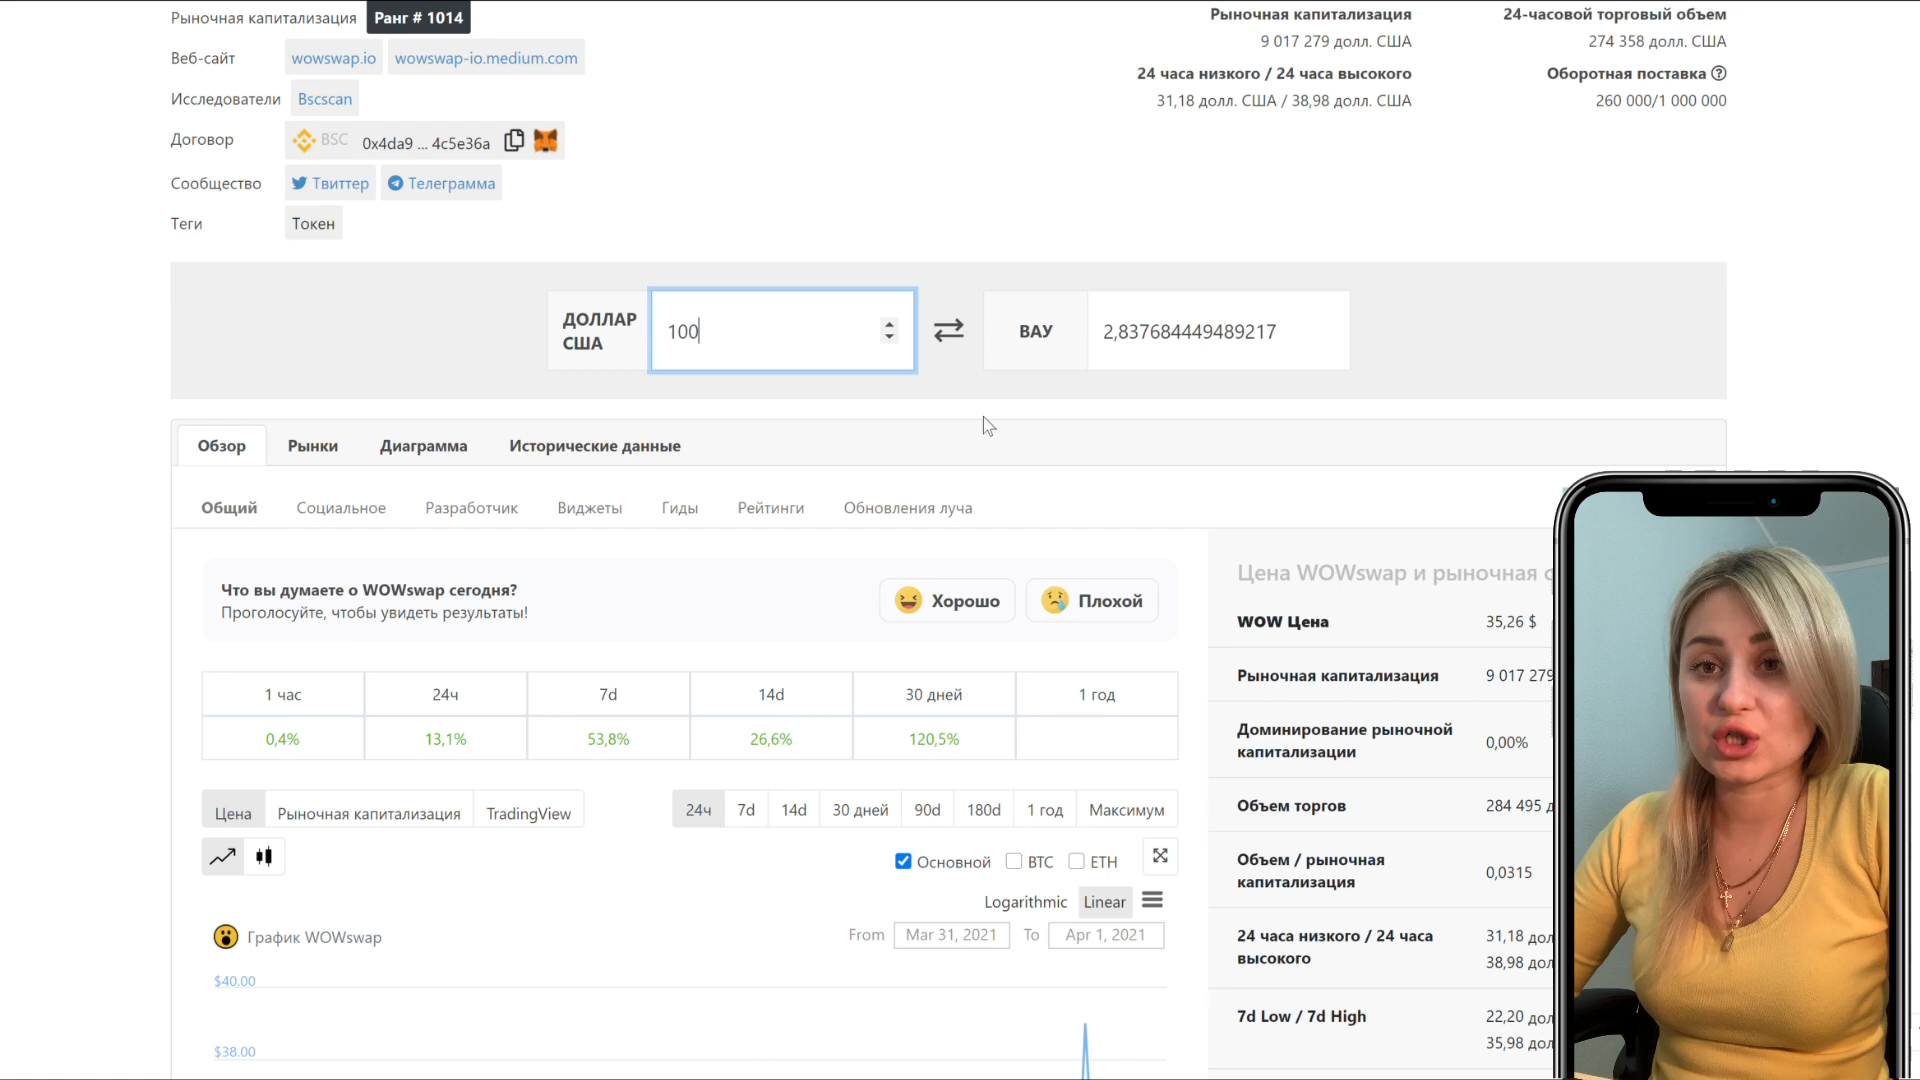 Рыночная капитализация Ранг # 1014
Веб-сайт wowswap.io wowswap-io.medium.com
Исследователи Bscscan
Договор BSC 0x4da9 ... 4c5e36a
Сообщество Твиттер Телеграмма
Теги Токен
Рыночная капитализация
9 017 279 долл. США
24 часа низкого / 24 часа высокого
31,18 долл. США / 38,98 долл. США
24-часовой торговый объем
274 358 долл. США
Оборотная поставка
260 000/1 000 000
ДОЛЛАР
США
100
ВАУ
2,837684449489217
Обзор Рынки Диаграмма Исторические данные
Общий Социальное Разработчик Виджеты Гиды Рейтинги Обновления луча
Что вы думаете о WOWswap сегодня?
Проголосуйте, чтобы увидеть результаты!
Хорошо Плохой
1 час 24ч 7d 14d 30 дней 1 год
0,4% 13,1% 53,8% 26,6% 120,5%
Цена Рыночная капитализация TradingView
24ч 7d 14d 30 дней 90d 180d 1 год Максимум
Основной BTC ETH
Logarithmic Linear
График WOWswap
From Mar 31, 2021 To Apr 1, 2021
$40.00
$38.00
Цена WOWswap и рыночная
WOW Цена 35,26 $
Рыночная капитализация 9 017 279
Доминирование рыночной
капитализации
0,00%
Объем торгов 284 495
Объем / рыночная
капитализация
0,0315
24 часа низкого / 24 часа
высокого
31,18 дол
38,98 дол
7d Low / 7d High
22,20 дол
35,98 дол